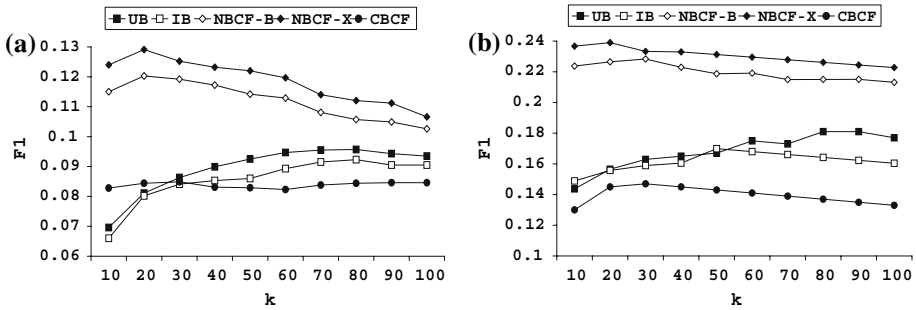 UB IB NBCF-B NBCF-X CBCF
(a)
0.13
0.12
0.11
0.1
0.09
0.08
0.07
0.06
F1
10 20 30 40 50 60 70 80 90 100
k
UB IB NBCF-B NBCF-X CBCF
(b)
0.24
0.22
0.2
0.18
0.16
0.14
0.12
0.1
F1
10 20 30 40 50 60 70 80 90 100
k